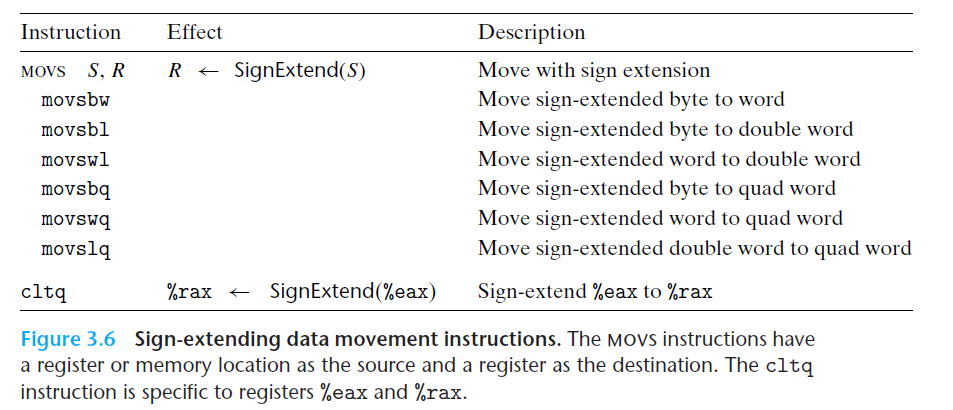 Instruction Effect Description
MOVS S, R R ← SignExtend(S) Move with sign extension
movsbw Move sign-extended byte to word
movsbl Move sign-extended byte to double word
movswl Move sign-extended word to double word
movsbq Move sign-extended byte to quad word
movswq Move sign-extended word to quad word
movslq Move sign-extended double word to quad word
cltq %rax ← SignExtend(%eax) Sign-extend %eax to %rax
Figure 3.6 Sign-extending data movement instructions. The MOVS instructions have
a register or memory location as the source and a register as the destination. The cltq
instruction is specific to registers %eax and %rax.